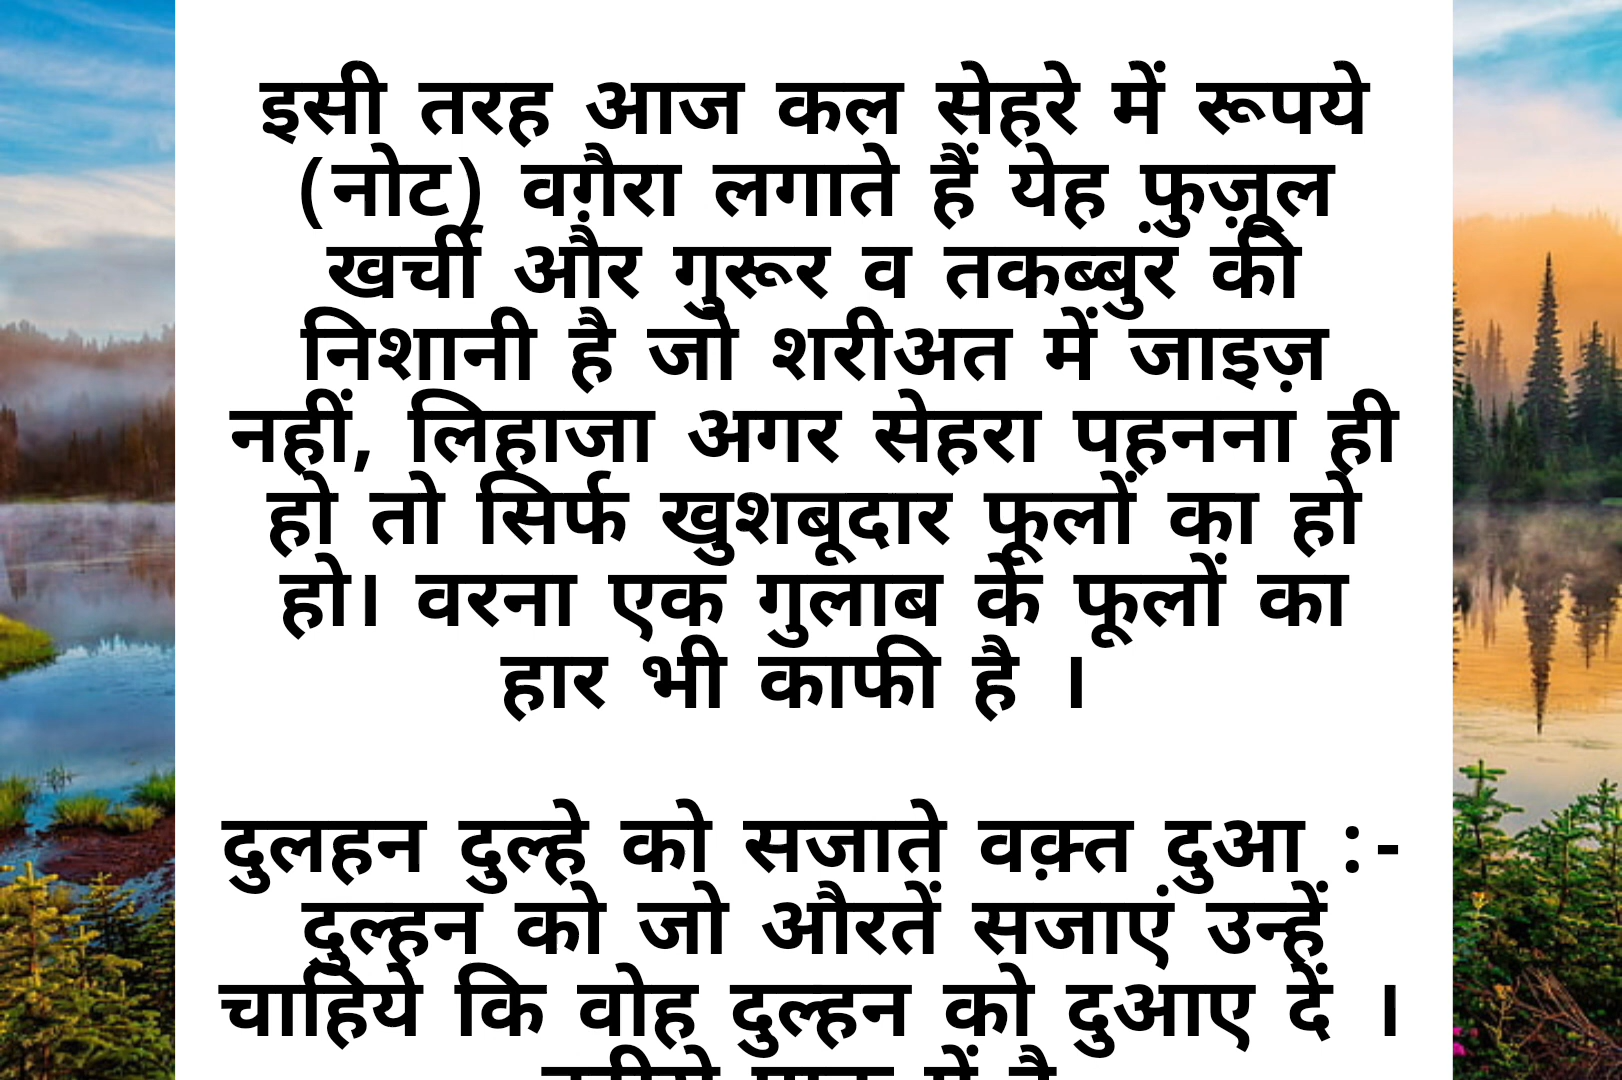 इसी तरह आज कल सेहरे में रूपये
(नोट) वग़ैरा लगाते हैं येह फ़ुज़ूल
खर्ची और गुरूर व तकब्बुर की
निशानी है जो शरीअत में जाइज़
नहीं, लिहाजा अगर सेहरा पहनना ही
हो तो सिर्फ खुशबूदार फूलों का हो
हो। वरना एक गुलाब के फूलों का
हार भी काफी है ।
दुलहन दुल्हे को सजाते वक़्त दुआ :-
दुल्हन को जो औरतें सजाएं उन्हें
चाहिये कि वोह दुल्हन को दुआए दें ।